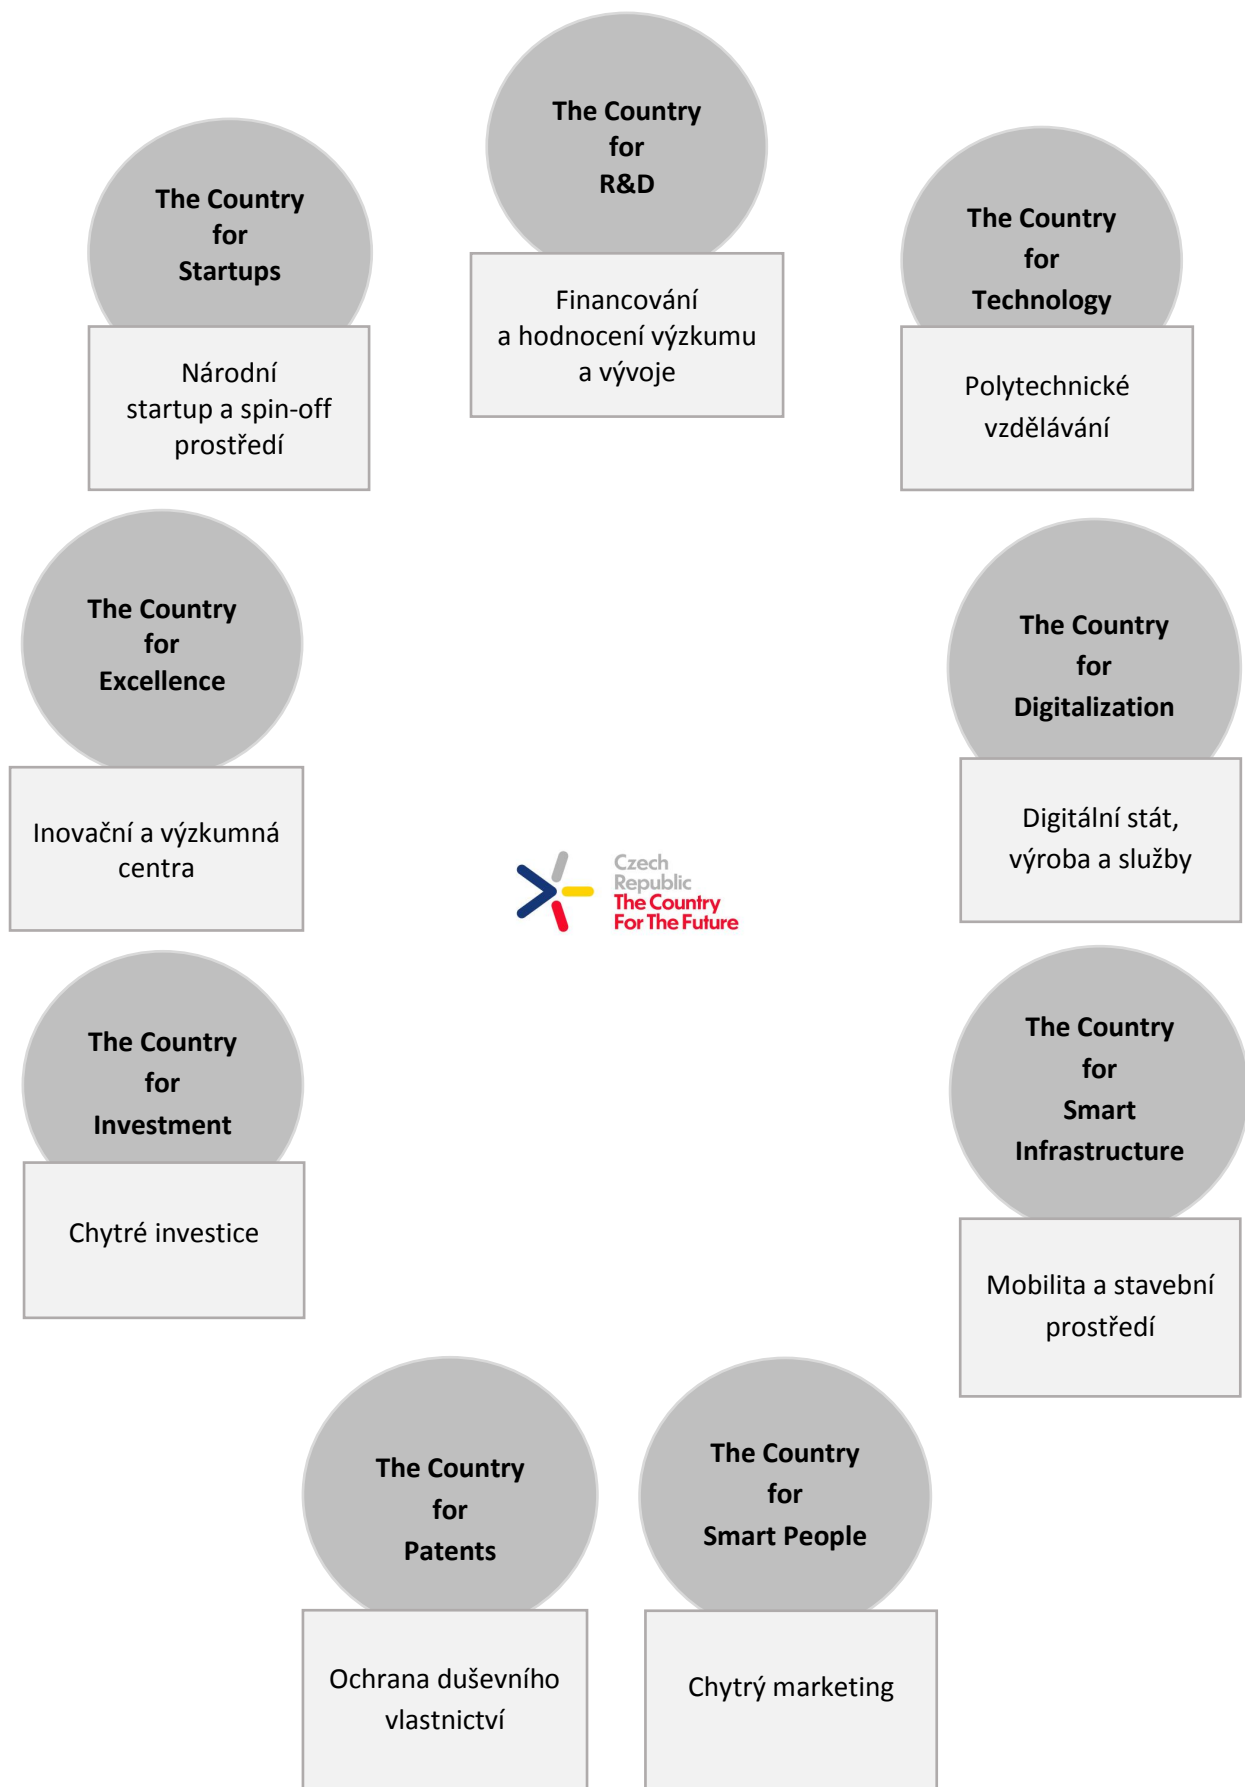 The Country
for
R&D
Financování
a hodnocení výzkumu
a vývoje
The Country
for
Startups
Národní
startup a spin-off
prostředí
The Country
for
Technology
Polytechnické
vzdělávání
The Country
for
Excellence
Inovační a výzkumná
centra
The Country
for
Digitalization
Digitální stát,
výroba a služby
Czech
Republic
The Country
For The Future
The Country
for
Investment
Chytré investice
The Country
for
Smart
Infrastructure
Mobilita a stavební
prostředí
The Country
for
Patents
Ochrana duševního
vlastnictví
The Country
for
Smart People
Chytrý marketing